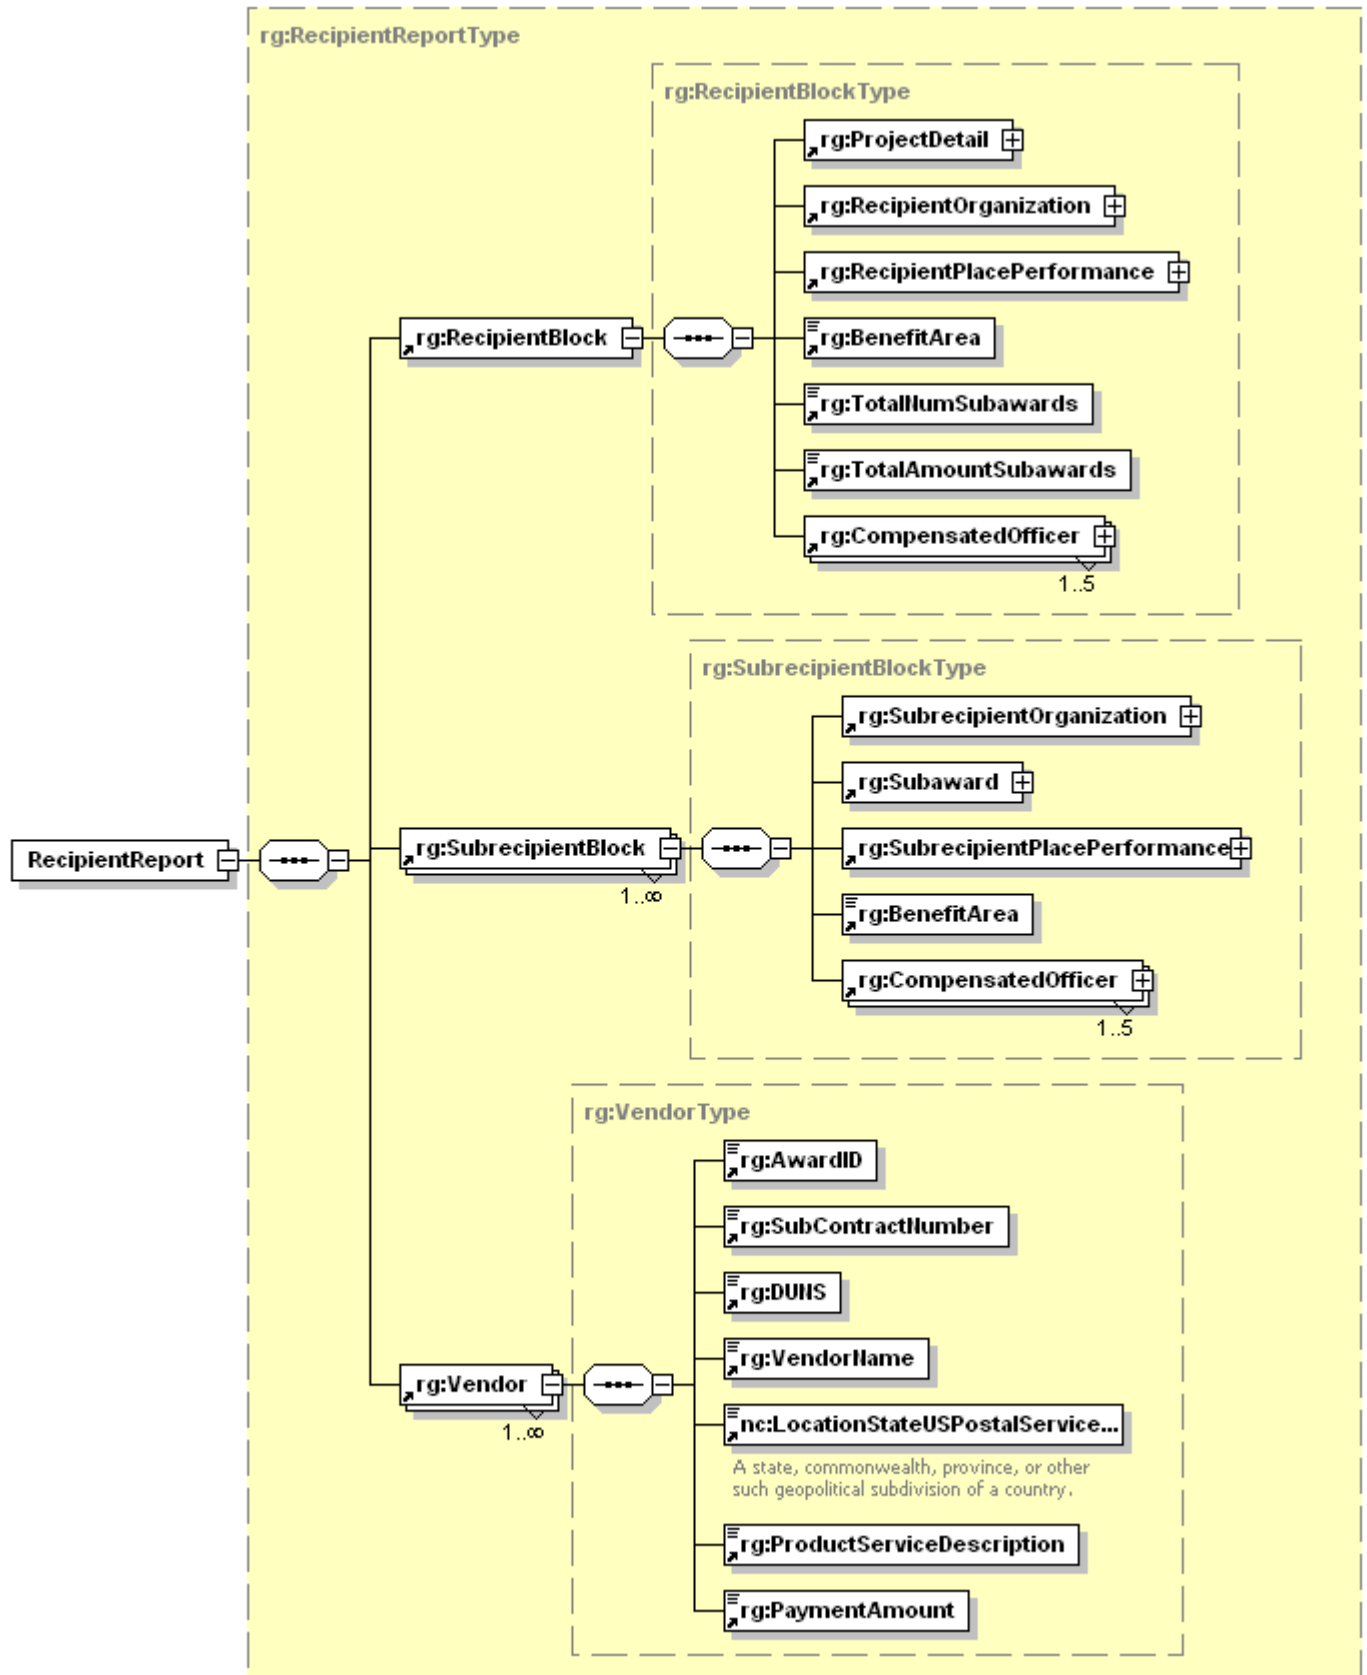 rg:RecipientReportType
rg:RecipientBlockType
rg:ProjectDetail
rg:RecipientOrganization
rg:RecipientPlacePerformance
rg:RecipientBlock
rg:BenefitArea
rg:TotalNumSubawards
rg:TotalAmountSubawards
rg:CompensatedOfficer
1..5
rg:SubrecipientBlockType
rg:SubrecipientOrganization
rg:Subaward
RecipientReport
rg:SubrecipientBlock
1..∞
rg:SubrecipientPlacePerformance
rg:BenefitArea
rg:CompensatedOfficer
1..5
rg:VendorType
rg:AwardID
rg:SubContractNumber
rg:DUNS
rg:VendorName
rg:Vendor
1..∞
nc:LocationStateUSPostalService...
A state, commonwealth, province, or other
such geopolitical subdivision of a country.
rg:ProductServiceDescription
rg:PaymentAmount